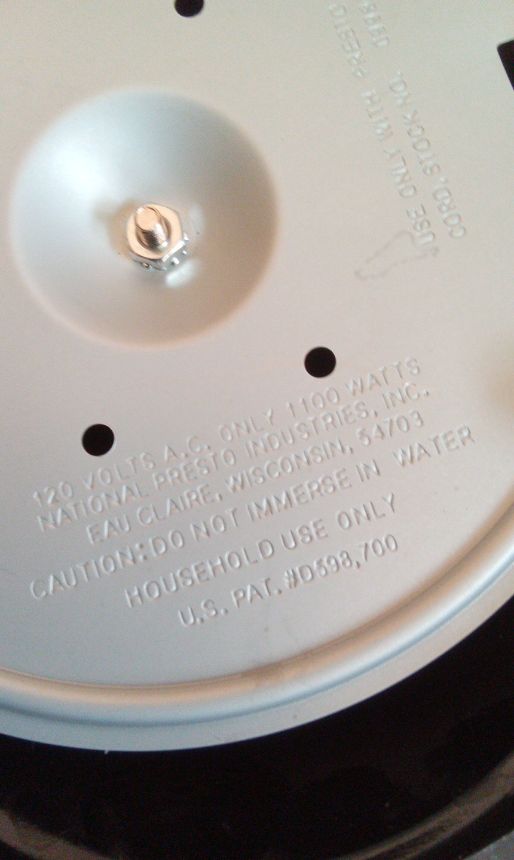 USE ONLY WITH PRESTO
CORD, STOCK NO.
120 VOLTS A.C. ONLY 1100 WATTS
NATIONAL PRESTO INDUSTRIES, INC.
EAU CLAIRE, WISCONSIN, 54703
CAUTION: DO NOT IMMERSE IN WATER
HOUSEHOLD USE ONLY
U.S. PAT. #D598,700